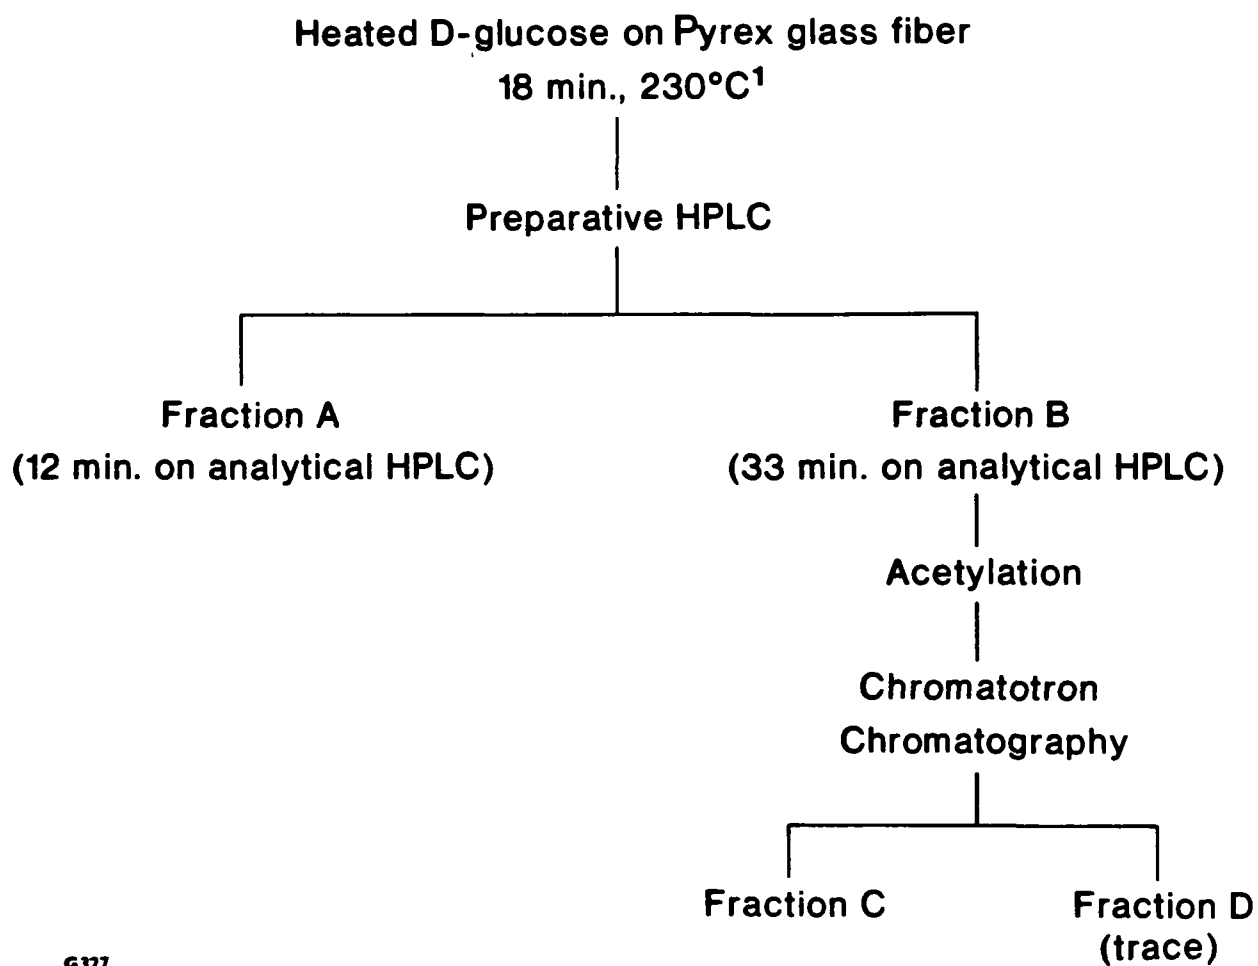 Heated D-glucose on Pyrex glass fiber
18 min., 230°C¹
Preparative HPLC
Fraction A
(12 min. on analytical HPLC)
Fraction B
(33 min. on analytical HPLC)
Acetylation
Chromatotron
Chromatography
Fraction C
Fraction D
(trace)
G327